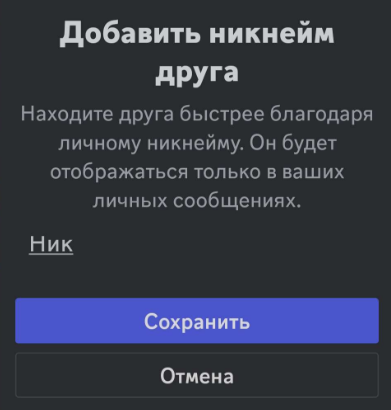 Добавить никнейм
друга
Находите друга быстрее благодаря
личному никнейму. Он будет
отображаться только в ваших
личных сообщениях.
Ник
Сохранить
Отмена